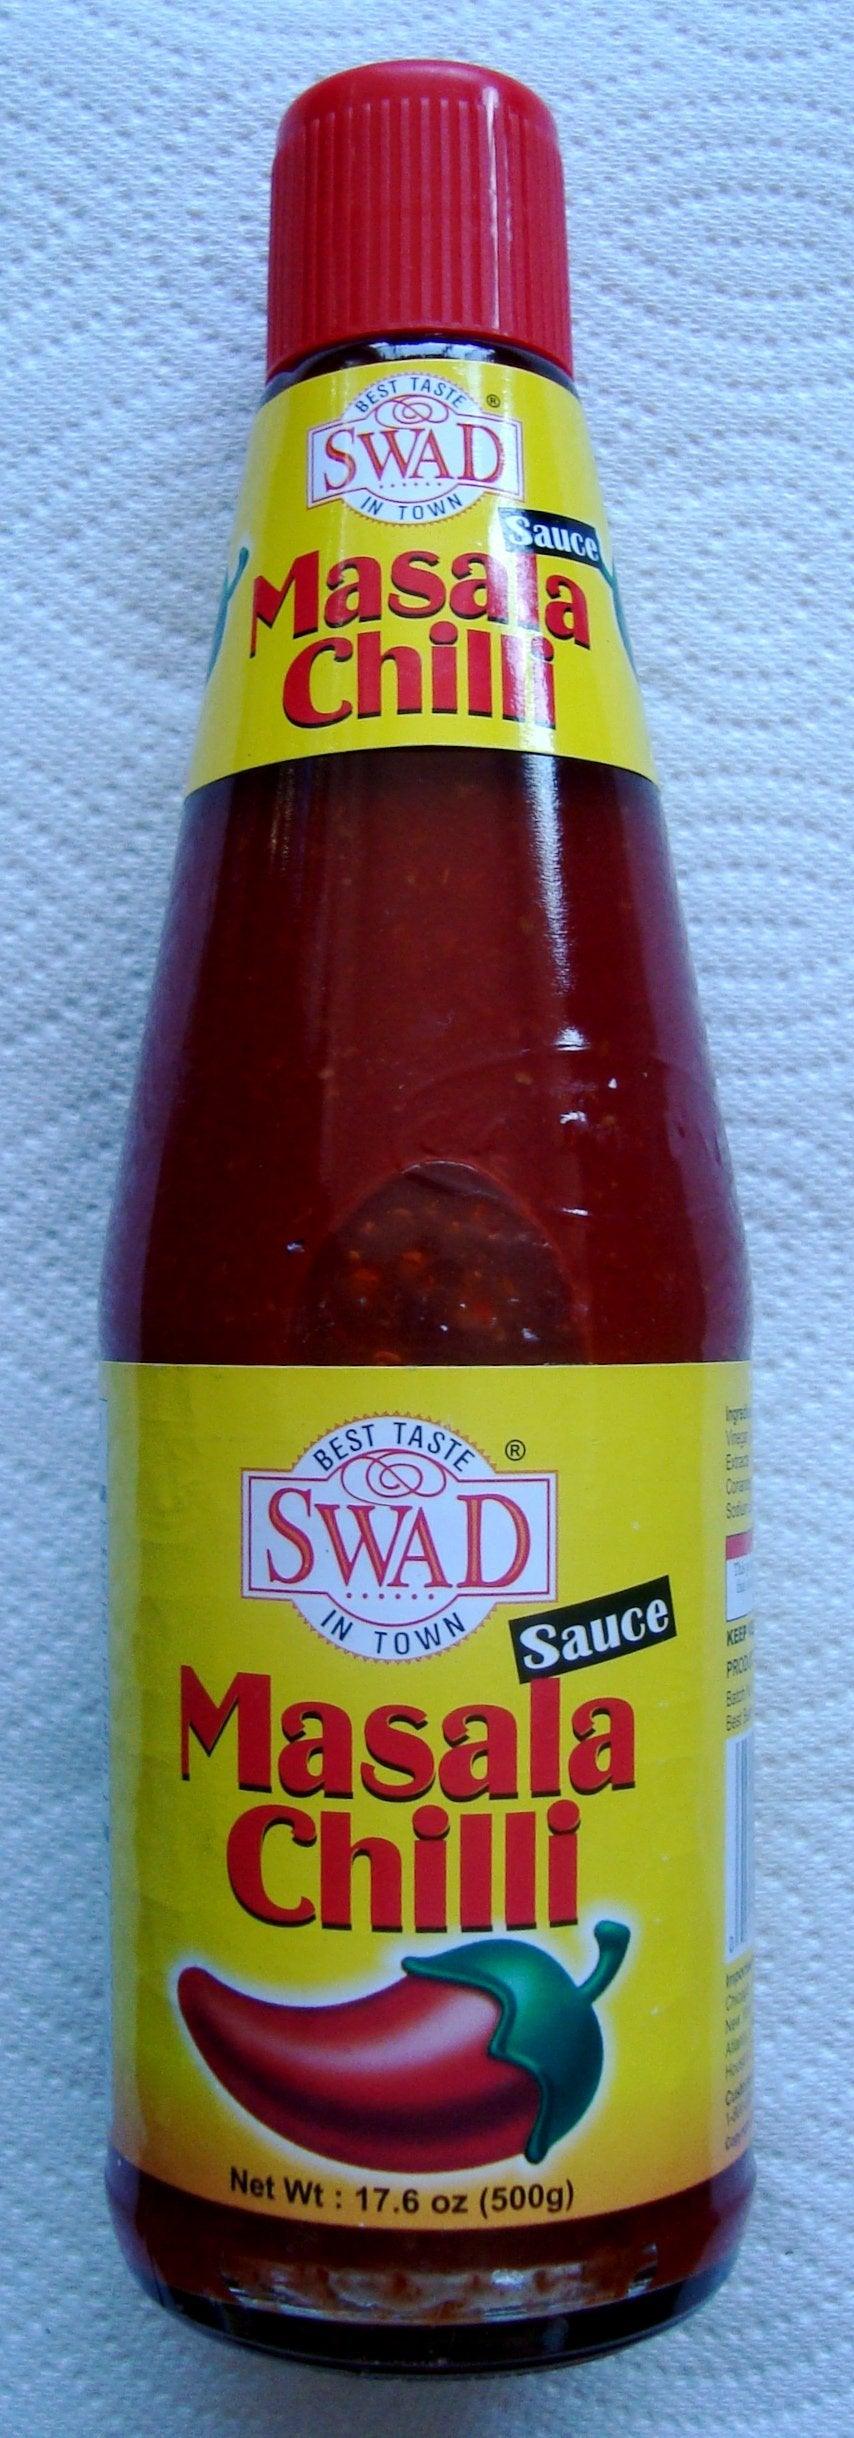 BEST TASTE
®
SWAD
IN TOWN
Sauce
Masala
Chilli
BEST TASTE
®
SWAD
IN TOWN
Sauce
Masala
Chilli
Net Wt : 17.6 oz (500g)
KEEP